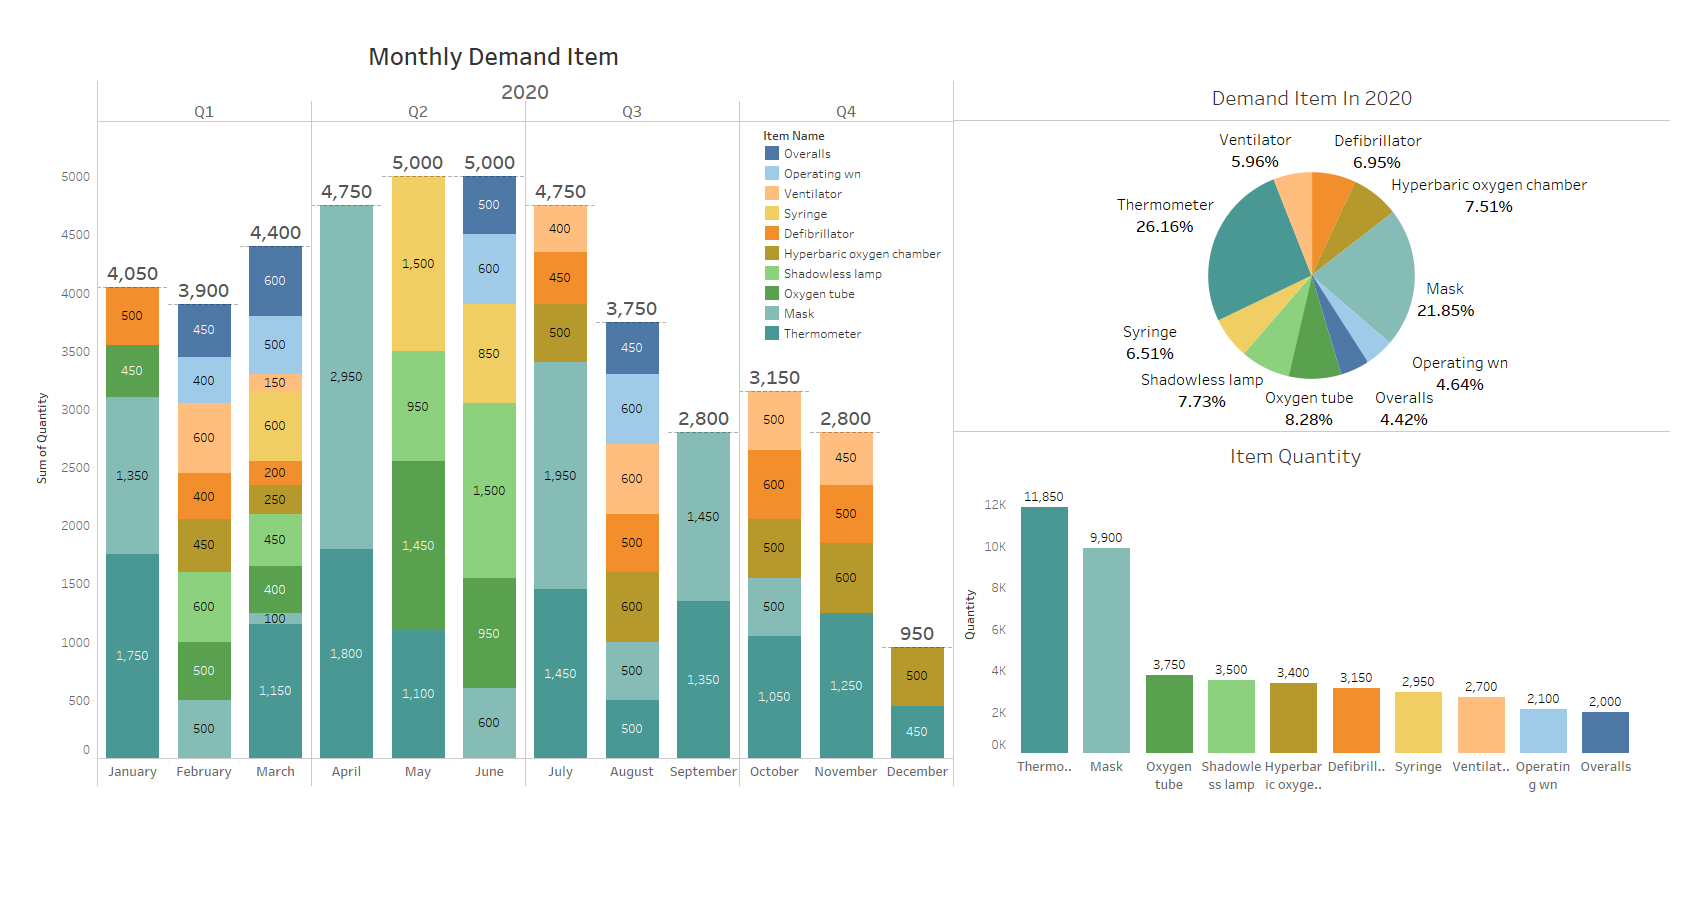 Monthly Demand Item
2020
Q1 Q2 Q3 Q4
Item Name
Overalls
Operating wn
Ventilator
Syringe
Defibrillator
Hyperbaric oxygen chamber
Shadowless lamp
Oxygen tube
Mask
Thermometer
Sum of Quantity
5000
4500
4000
3500
3000
2500
2000
1500
1000
500
0
4,050
500
450
1,350
1,750
January
3,900
450
400
600
400
450
600
500
500
February
4,400
600
500
150
600
200
250
450
400
100
1,150
March
4,750
2,950
1,800
April
5,000
1,500
950
1,450
1,100
May
5,000
500
600
850
1,500
950
600
June
4,750
400
450
500
1,950
1,450
July
3,750
450
600
600
500
600
500
500
August
2,800
1,450
1,350
September
3,150
500
600
500
500
1,050
October
2,800
450
500
600
1,250
November
950
500
450
December
Demand Item In 2020
Ventilator
5.96%
Defibrillator
6.95%
Hyperbaric oxygen chamber
7.51%
Thermometer
26.16%
Mask
21.85%
Syringe
6.51%
Operating wn
4.64%
Shadowless lamp
7.73%
Oxygen tube
8.28%
Overalls
4.42%
Item Quantity
Quantity
12K
10K
8K
6K
4K
2K
0K
11,850
9,900
3,750
3,500
3,400
3,150
2,950
2,700
2,100
2,000
Thermo..
Mask
Oxygen
tube
Shadowle
ss lamp
Hyperbar
ic oxyge..
Defibrill..
Syringe
Ventilat..
Operatin
g wn
Overalls